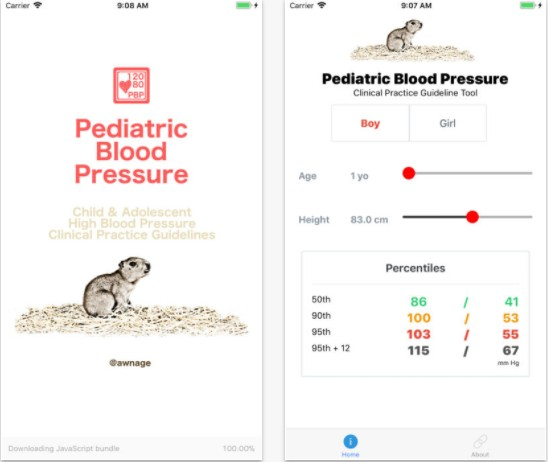 Carrier 9:08 AM
120
80
PBP
Pediatric
Blood
Pressure
Child & Adolescent
High Blood Pressure
Clinical Practice Guidelines
@awnage
Downloading JavaScript bundle 100.00%
Carrier 9:07 AM
Pediatric Blood Pressure
Clinical Practice Guideline Tool
Boy Girl
Age 1 yo
Height 83.0 cm
Percentiles
50th 86 / 41
90th 100 / 53
95th 103 / 55
95th + 12 115 / 67
mm Hg
Home About